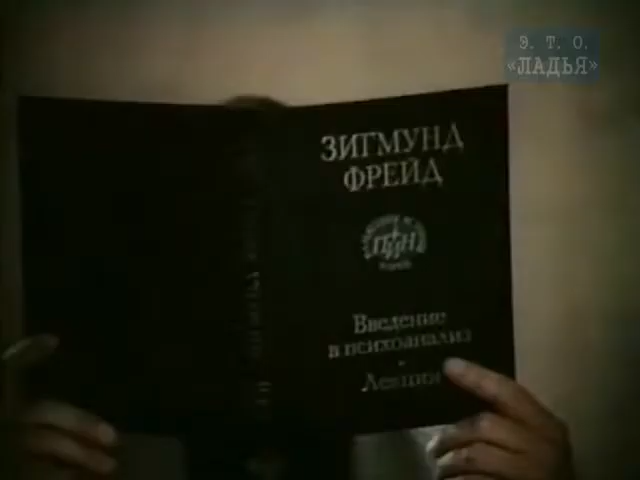 Э. Т. О.
«ЛАДЬЯ»
ЗИГМУНД
ФРЕЙД
Введение
в психоанализ
Лекции